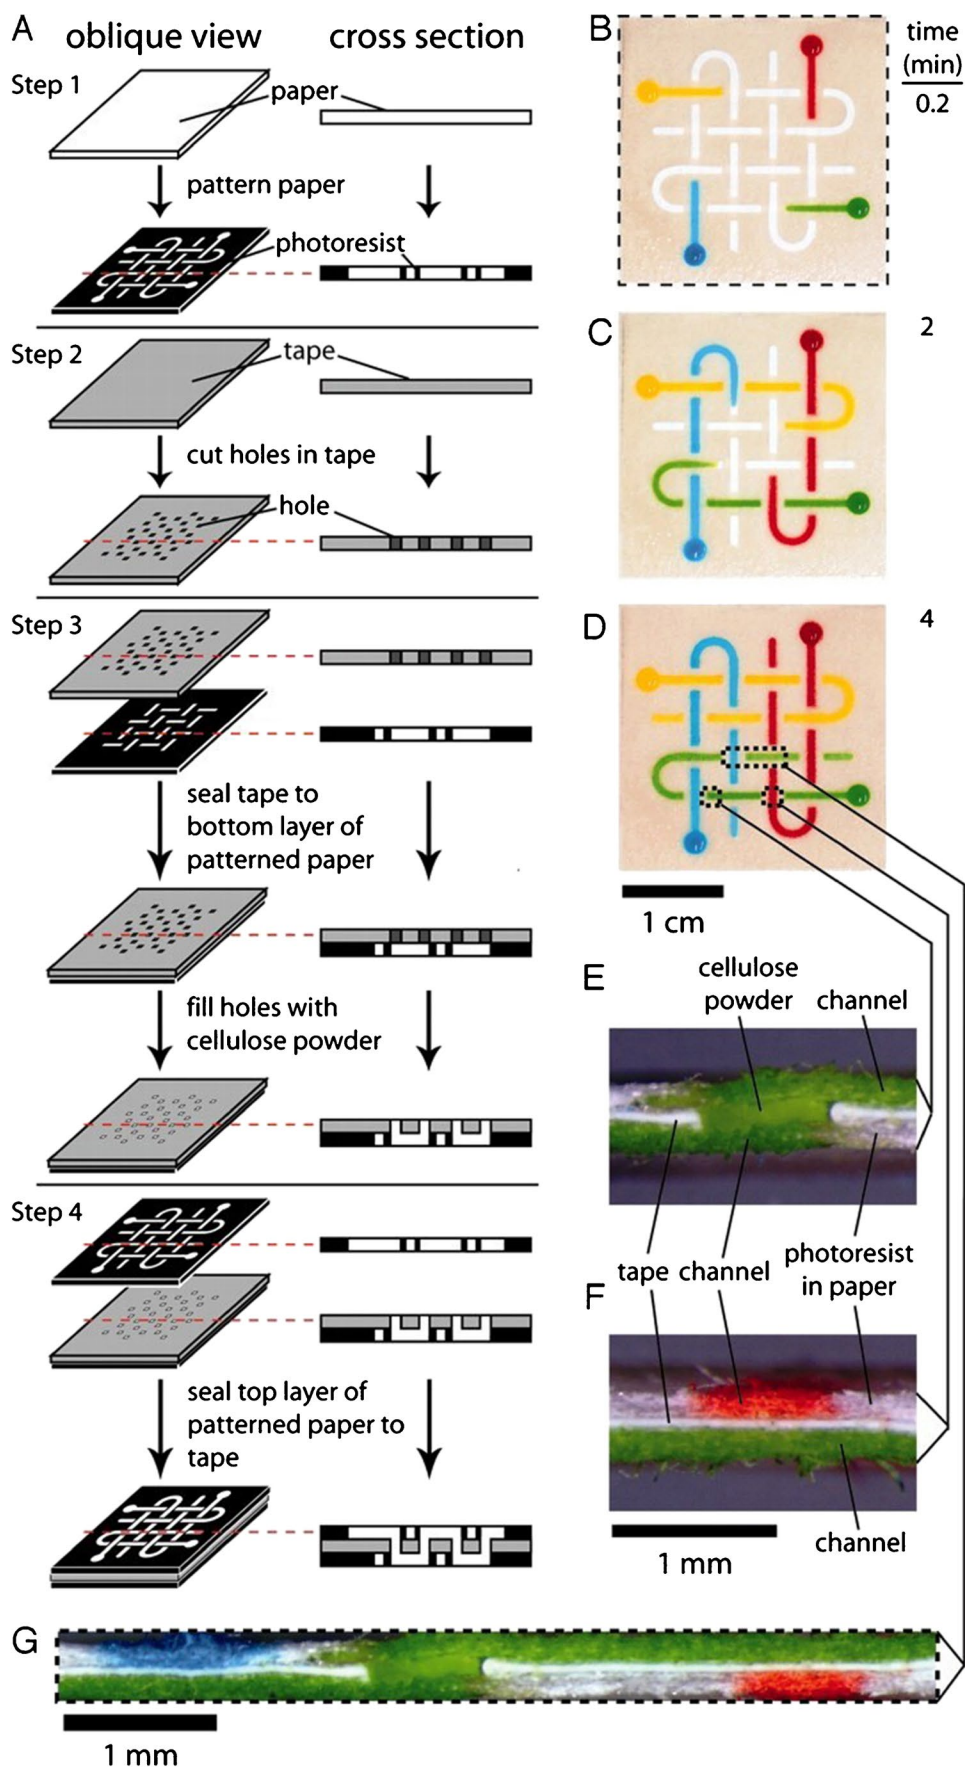 A
oblique view
cross section
Step 1
paper
pattern paper
photoresist
Step 2
tape
cut holes in tape
hole
Step 3
seal tape to
bottom layer of
patterned paper
fill holes with
cellulose powder
Step 4
seal top layer of
patterned paper to
tape
B
time
(min)
0.2
C
2
D
4
1 cm
E
cellulose
powder
channel
tape
channel
photoresist
in paper
F
channel
1 mm
G
1 mm